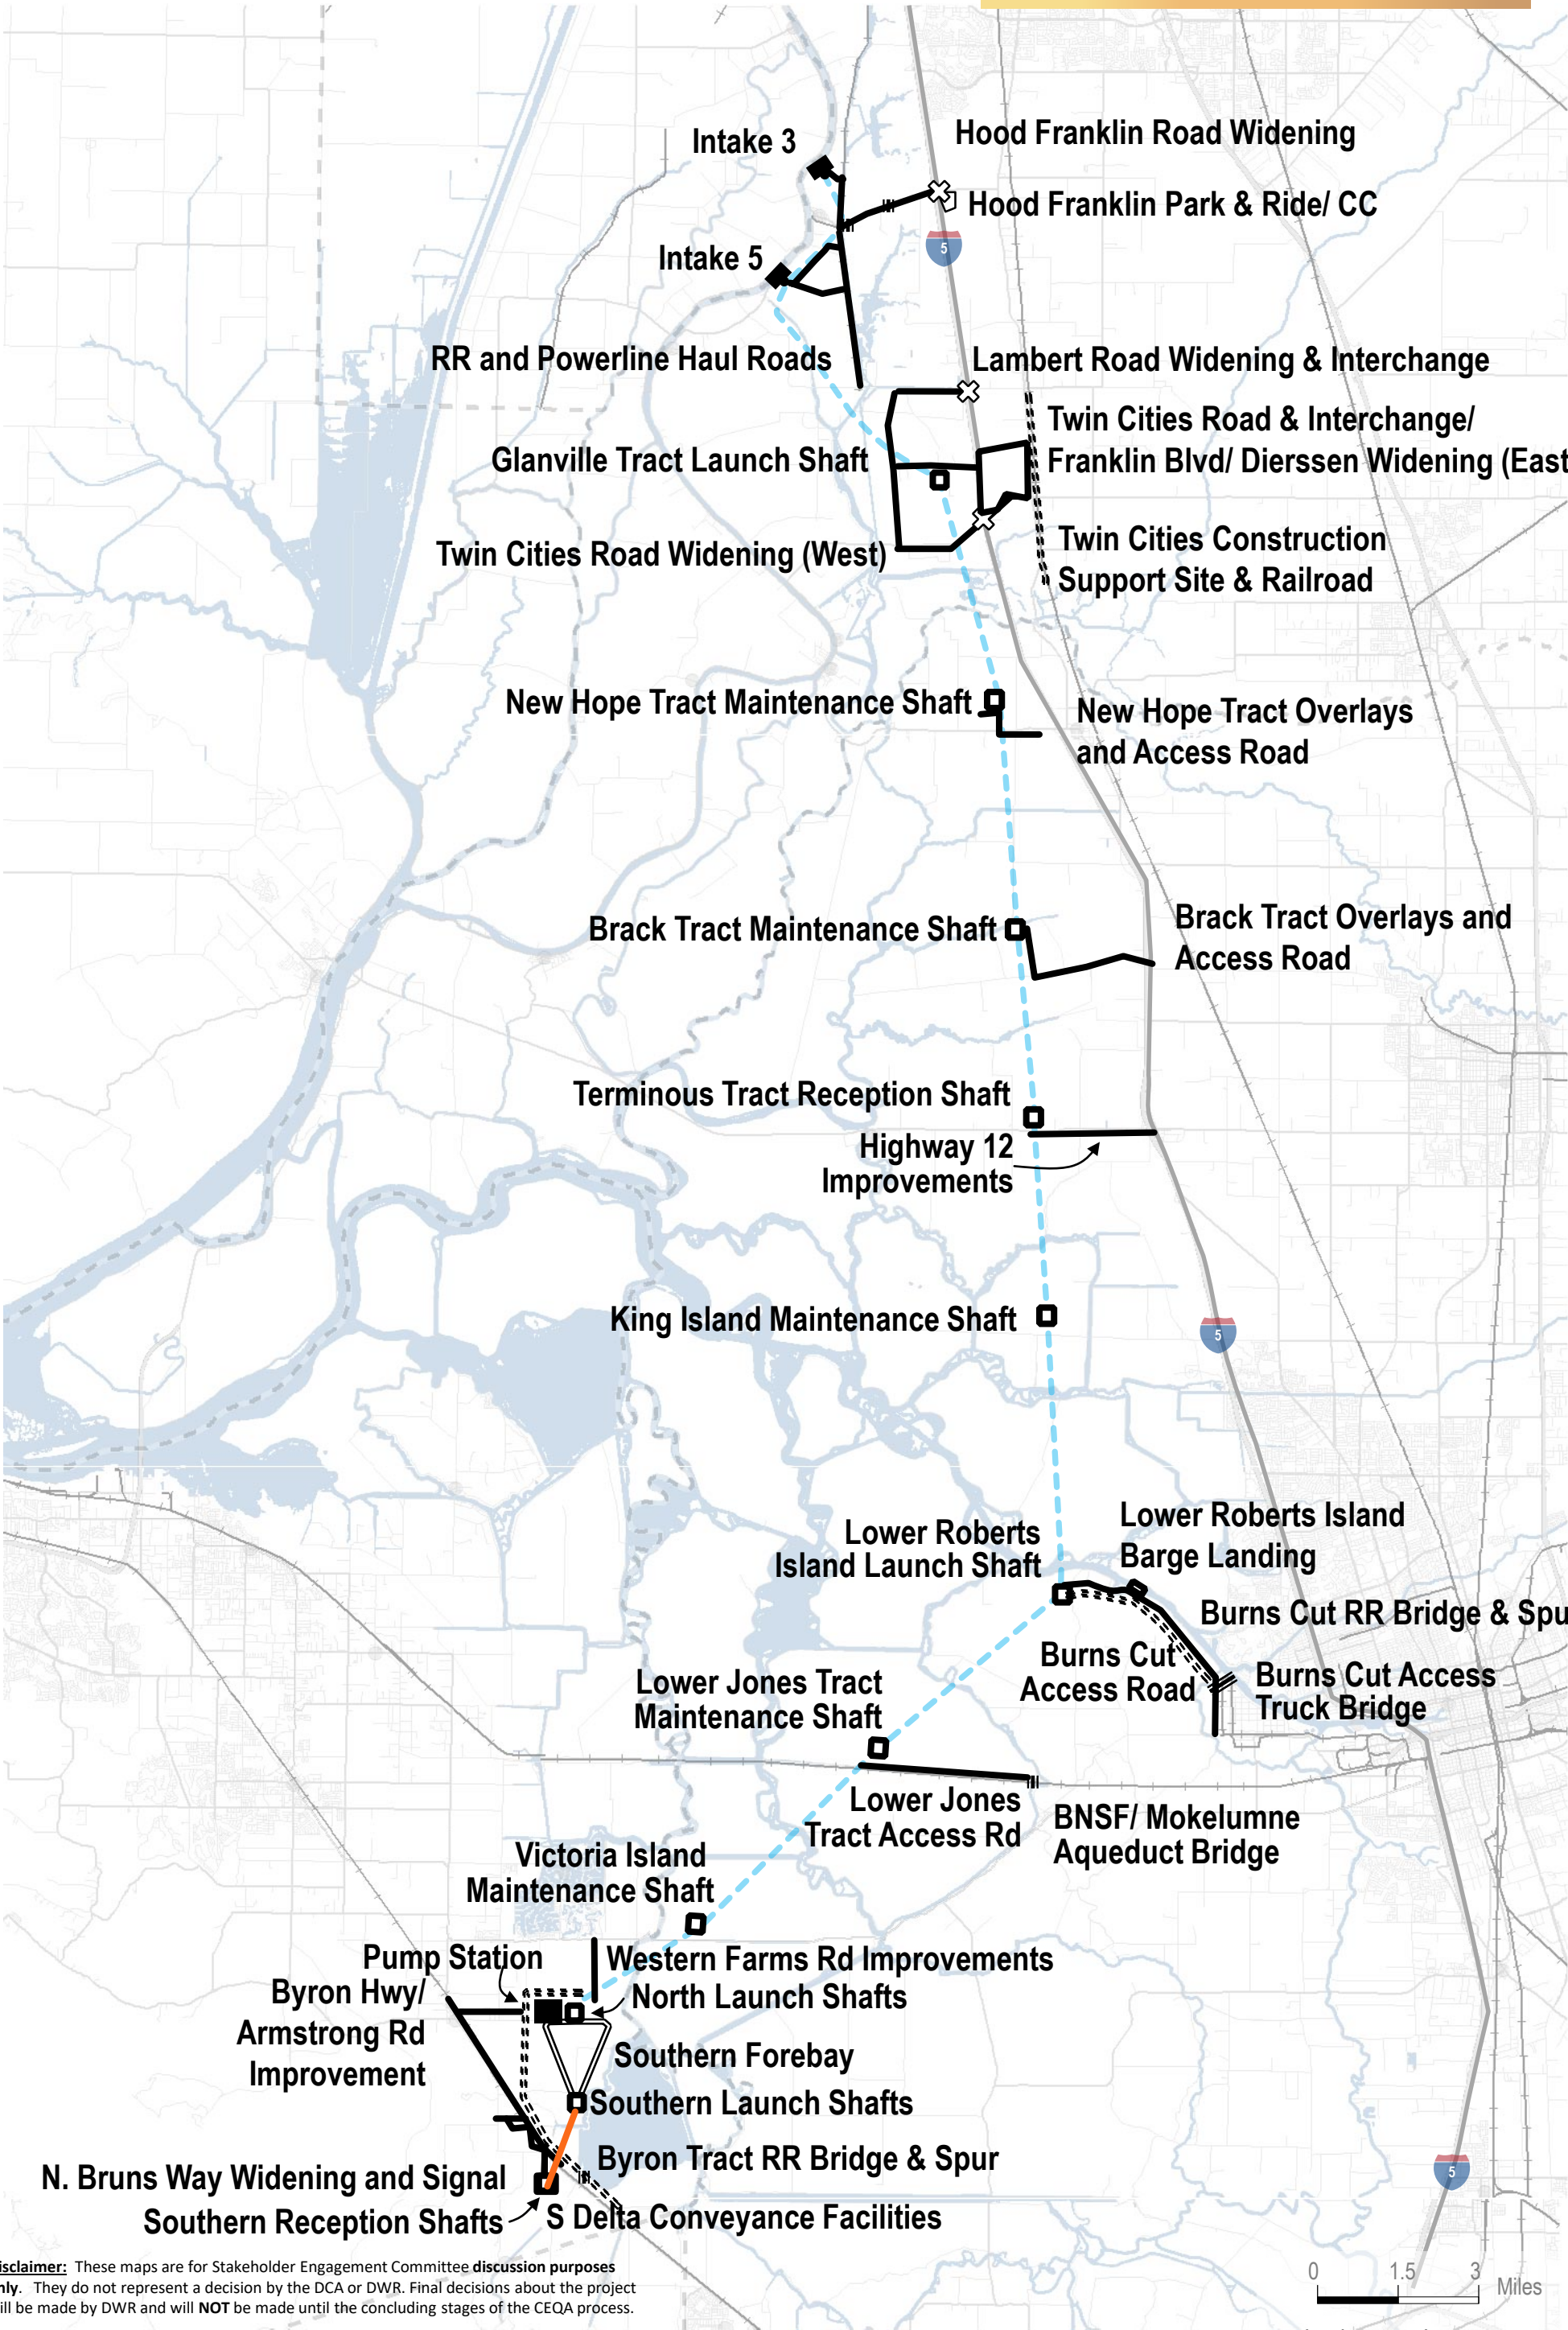 Intake 3
Hood Franklin Road Widening
Hood Franklin Park & Ride/ CC
5
Intake 5
RR and Powerline Haul Roads
Lambert Road Widening & Interchange
Twin Cities Road & Interchange/
Franklin Blvd/ Dierssen Widening (East
Glanville Tract Launch Shaft
Twin Cities Road Widening (West)
Twin Cities Construction
Support Site & Railroad
New Hope Tract Maintenance Shaft
New Hope Tract Overlays
and Access Road
Brack Tract Maintenance Shaft
Brack Tract Overlays and
Access Road
Terminous Tract Reception Shaft
Highway 12
Improvements
King Island Maintenance Shaft
5
Lower Roberts
Island Launch Shaft
Lower Roberts Island
Barge Landing
Burns Cut RR Bridge & Spu
Burns Cut
Access Road
Burns Cut Access
Truck Bridge
Lower Jones Tract
Maintenance Shaft
Lower Jones
Tract Access Rd
BNSF/ Mokelumne
Aqueduct Bridge
Victoria Island
Maintenance Shaft
Pump Station
Western Farms Rd Improvements
North Launch Shafts
Byron Hwy/
Armstrong Rd
Improvement
Southern Forebay
Southern Launch Shafts
Byron Tract RR Bridge & Spur
5
N. Bruns Way Widening and Signal
Southern Reception Shafts
S Delta Conveyance Facilities
isclaimer: These maps are for Stakeholder Engagement Committee discussion purposes
nly. They do not represent a decision by the DCA or DWR. Final decisions about the project
ill be made by DWR and will NOT be made until the concluding stages of the CEQA process.
0 1.5 3
Miles